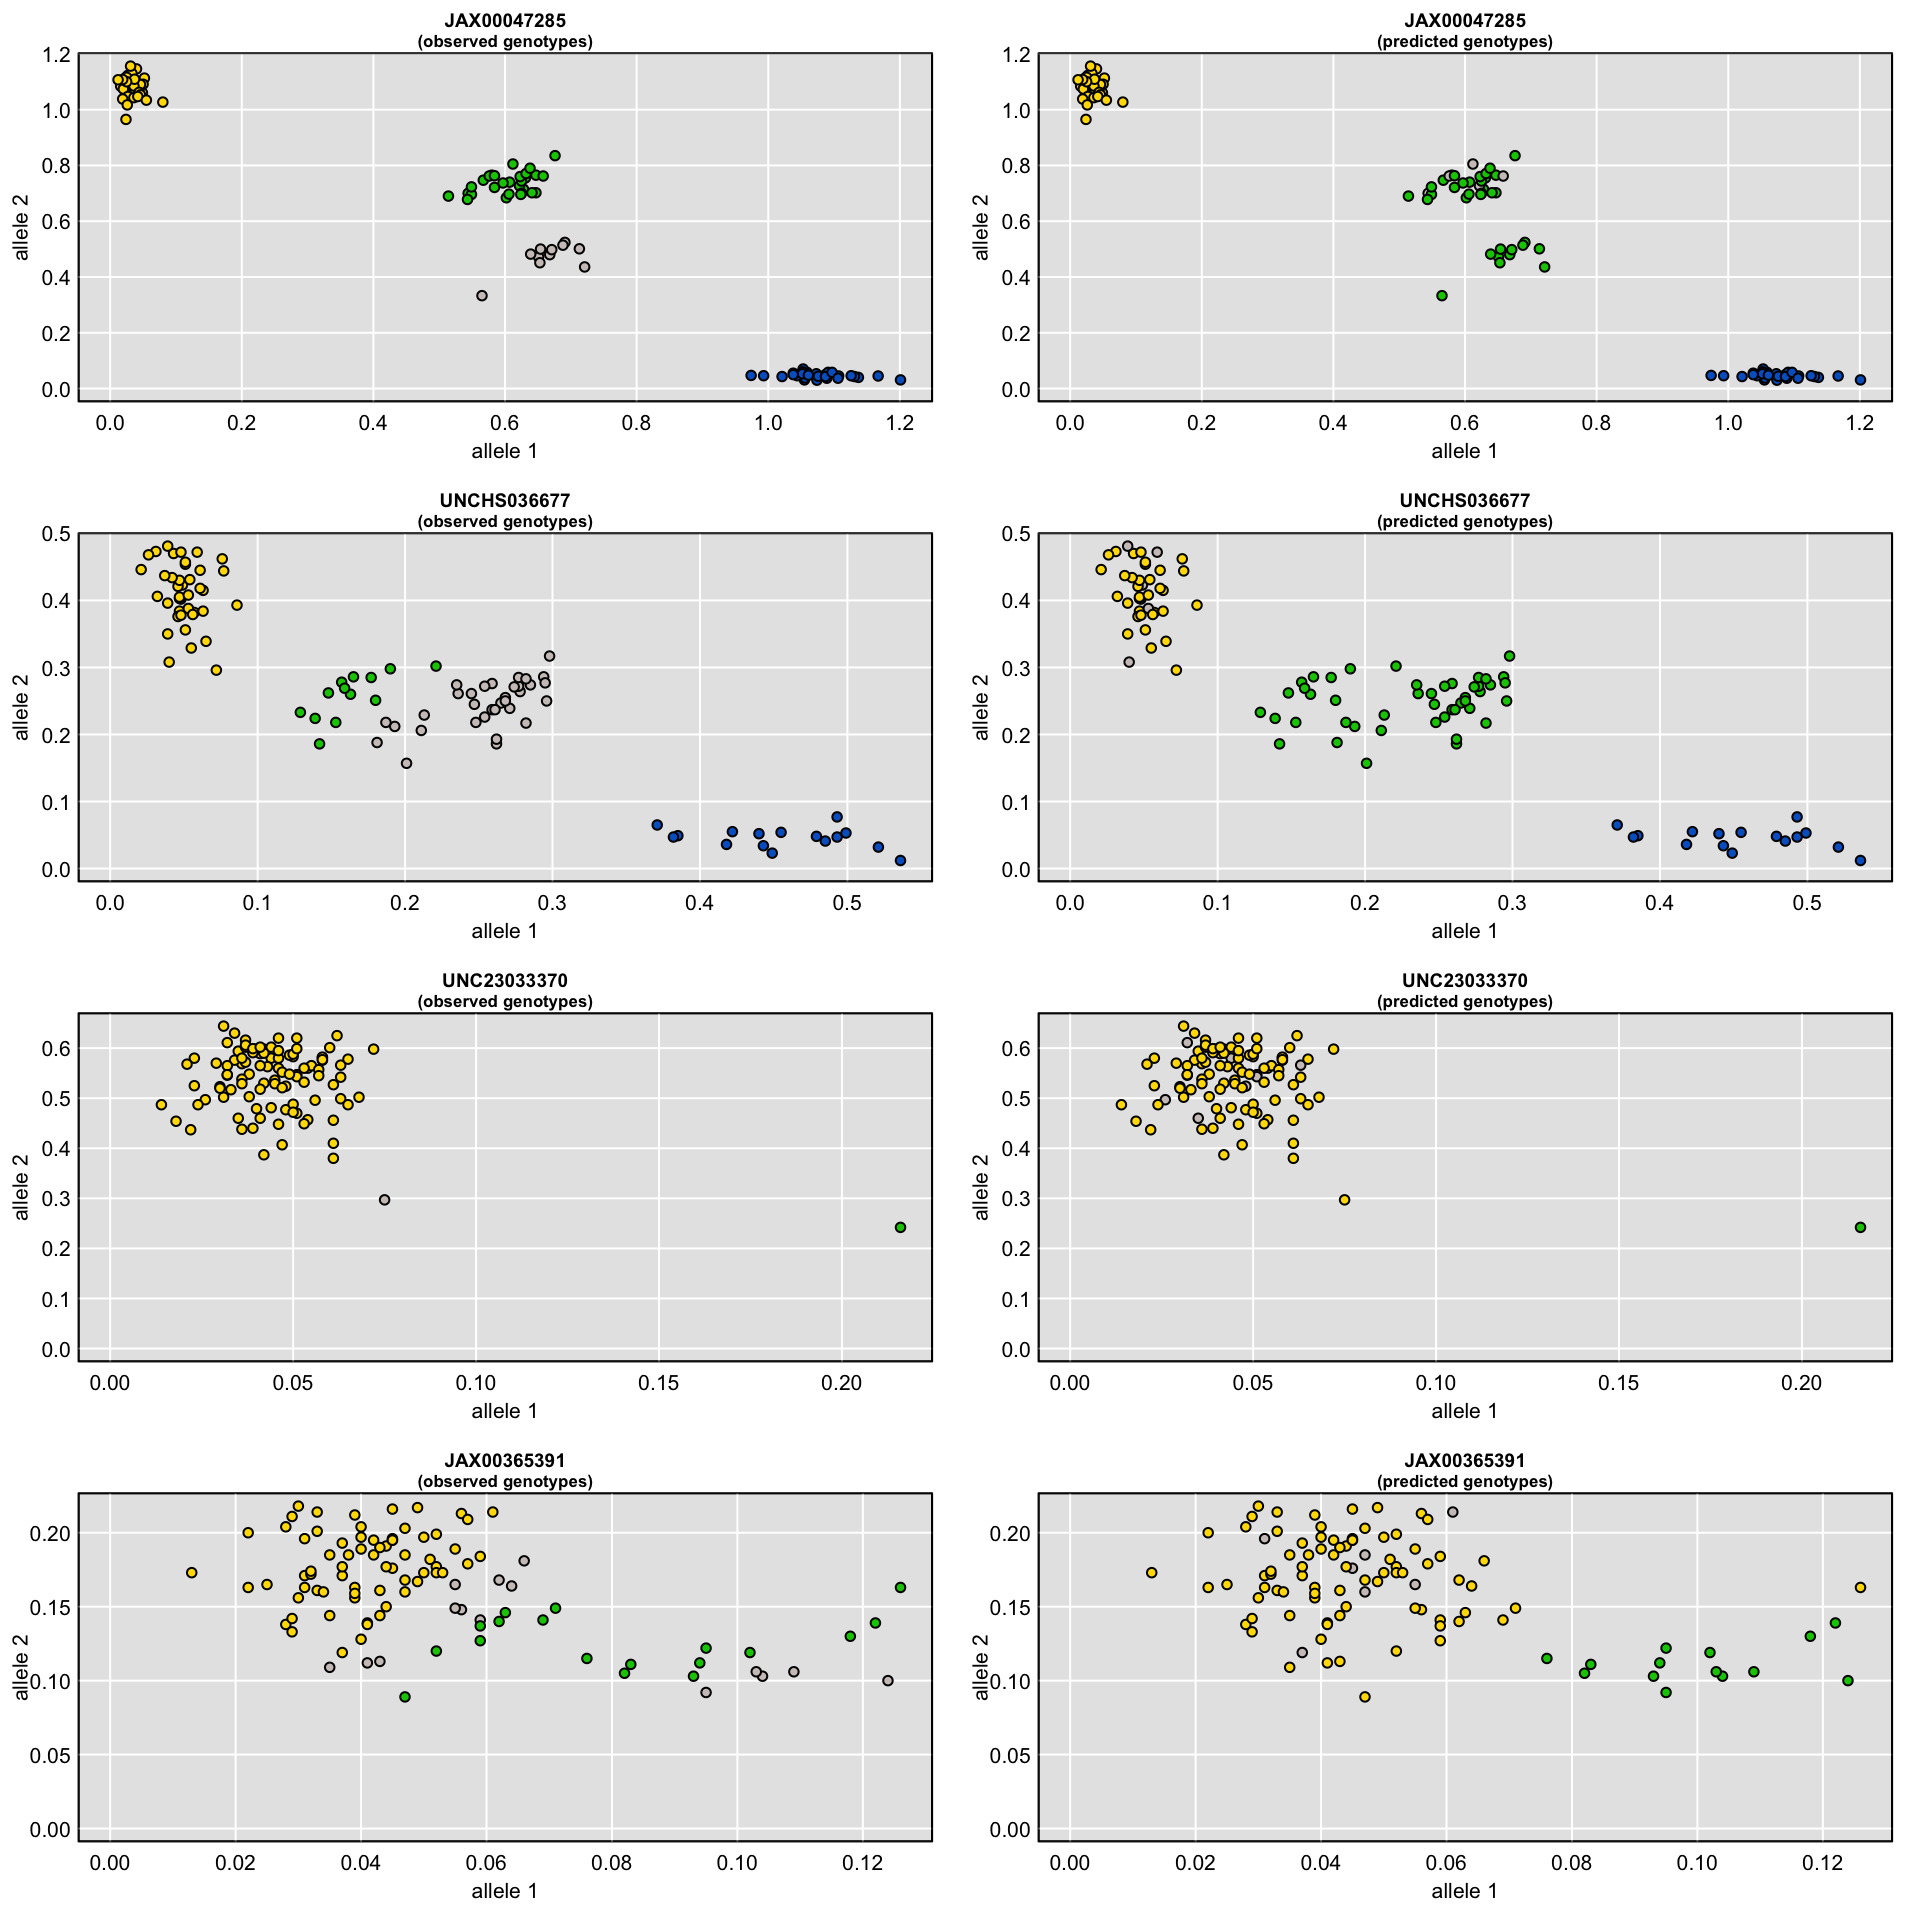 JAX00047285
(observed genotypes)
1.2
1.0
0.8
0.6
0.4
0.2
0.0
allele 2
0.0 0.2 0.4 0.6 0.8 1.0 1.2
allele 1
JAX00047285
(predicted genotypes)
1.2
1.0
0.8
0.6
0.4
0.2
0.0
allele 2
0.0 0.2 0.4 0.6 0.8 1.0 1.2
allele 1
UNCHS036677
(observed genotypes)
0.5
0.4
0.3
0.2
0.1
0.0
allele 2
0.0 0.1 0.2 0.3 0.4 0.5
allele 1
UNCHS036677
(predicted genotypes)
0.5
0.4
0.3
0.2
0.1
0.0
allele 2
0.0 0.1 0.2 0.3 0.4 0.5
allele 1
UNC23033370
(observed genotypes)
0.6
0.5
0.4
0.3
0.2
0.1
0.0
allele 2
0.00 0.05 0.10 0.15 0.20
allele 1
UNC23033370
(predicted genotypes)
0.6
0.5
0.4
0.3
0.2
0.1
0.0
allele 2
0.00 0.05 0.10 0.15 0.20
allele 1
JAX00365391
(observed genotypes)
0.20
0.15
0.10
0.05
0.00
allele 2
0.00 0.02 0.04 0.06 0.08 0.10 0.12
allele 1
JAX00365391
(predicted genotypes)
0.20
0.15
0.10
0.05
0.00
allele 2
0.00 0.02 0.04 0.06 0.08 0.10 0.12
allele 1